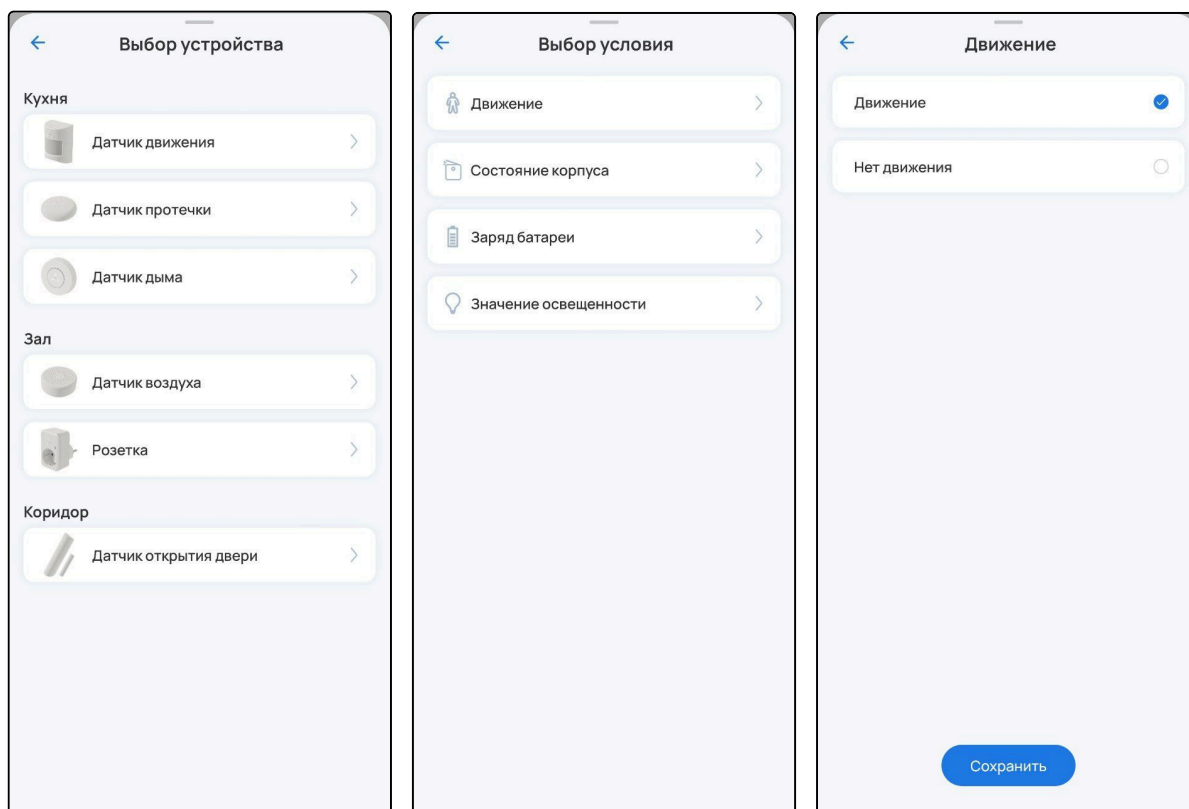 Выбор устройства
Кухня
Датчик движения
Датчик протечки
Датчик дыма
Зал
Датчик воздуха
Розетка
Коридор
Датчик открытия двери
Выбор условия
Движение
Состояние корпуса
Заряд батареи
Значение освещенности
Движение
Движение
Нет движения
Сохранить